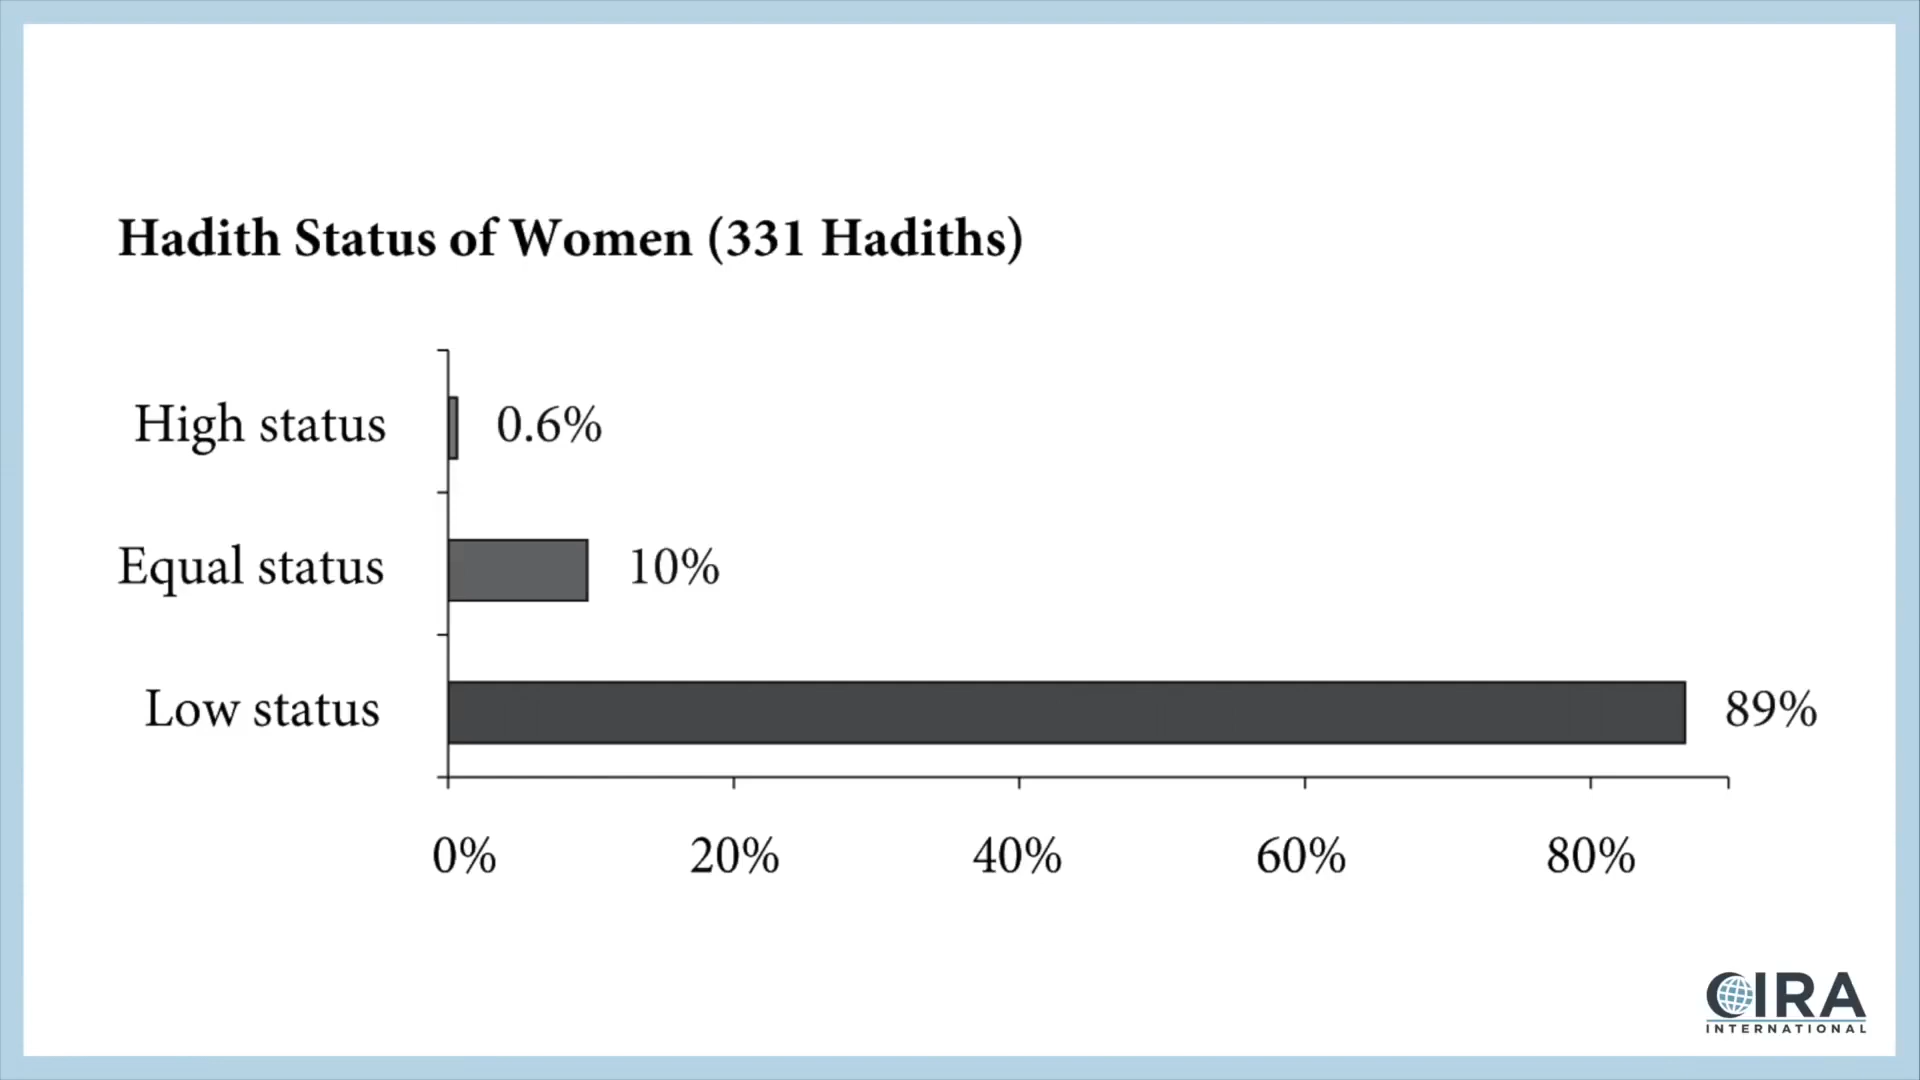 Hadith Status of Women (331 Hadiths)
High status 0.6%
Equal status 10%
Low status 89%
0% 20% 40% 60% 80%
CIRA
INTERNATIONAL